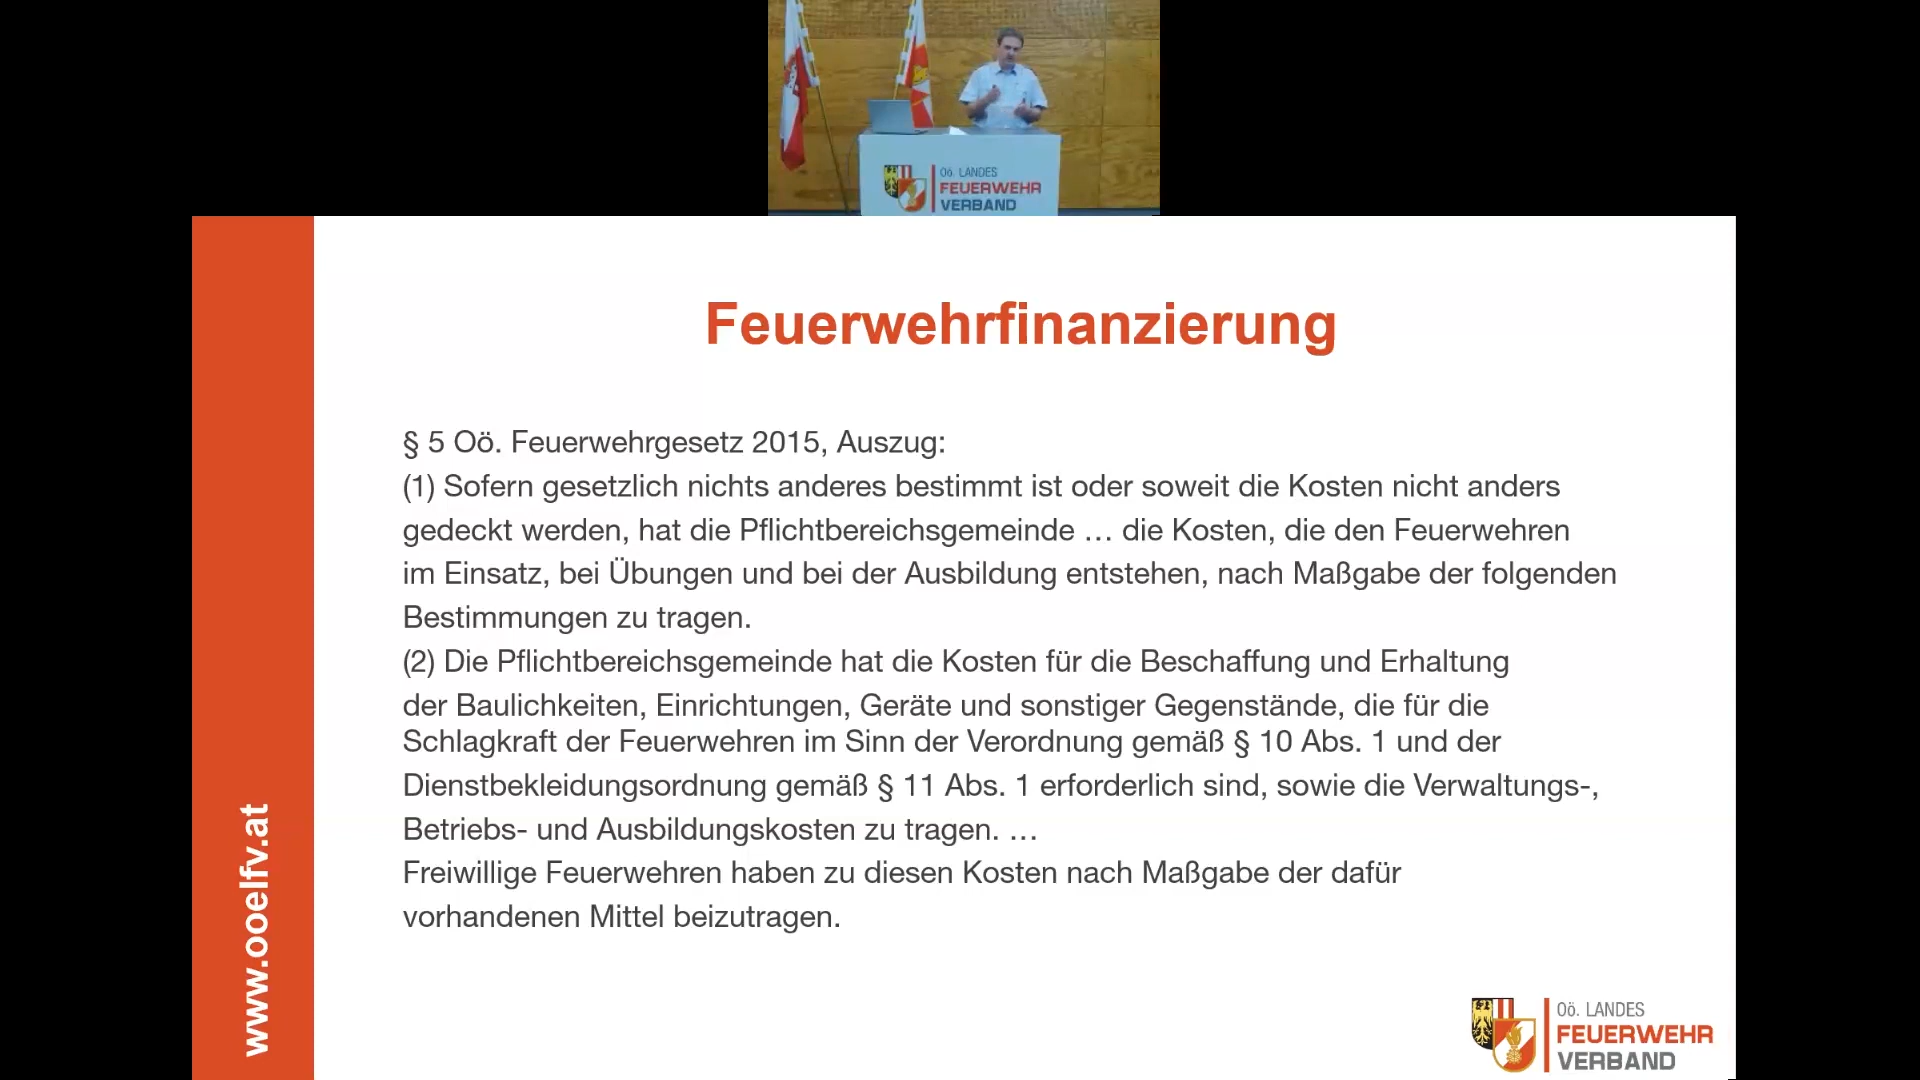 Oö. LANDES
FEUERWEHR
VERBAND
Feuerwehrfinanzierung
§ 5 Oö. Feuerwehrgesetz 2015, Auszug:
(1) Sofern gesetzlich nichts anderes bestimmt ist oder soweit die Kosten nicht anders
gedeckt werden, hat die Pflichtbereichsgemeinde … die Kosten, die den Feuerwehren
im Einsatz, bei Übungen und bei der Ausbildung entstehen, nach Maßgabe der folgenden
Bestimmungen zu tragen.
(2) Die Pflichtbereichsgemeinde hat die Kosten für die Beschaffung und Erhaltung
der Baulichkeiten, Einrichtungen, Geräte und sonstiger Gegenstände, die für die
Schlagkraft der Feuerwehren im Sinn der Verordnung gemäß § 10 Abs. 1 und der
Dienstbekleidungsordnung gemäß § 11 Abs. 1 erforderlich sind, sowie die Verwaltungs-,
Betriebs- und Ausbildungskosten zu tragen. …
Freiwillige Feuerwehren haben zu diesen Kosten nach Maßgabe der dafür
vorhandenen Mittel beizutragen.
www.ooelfv.at
Oö. LANDES
FEUERWEHR
VERBAND